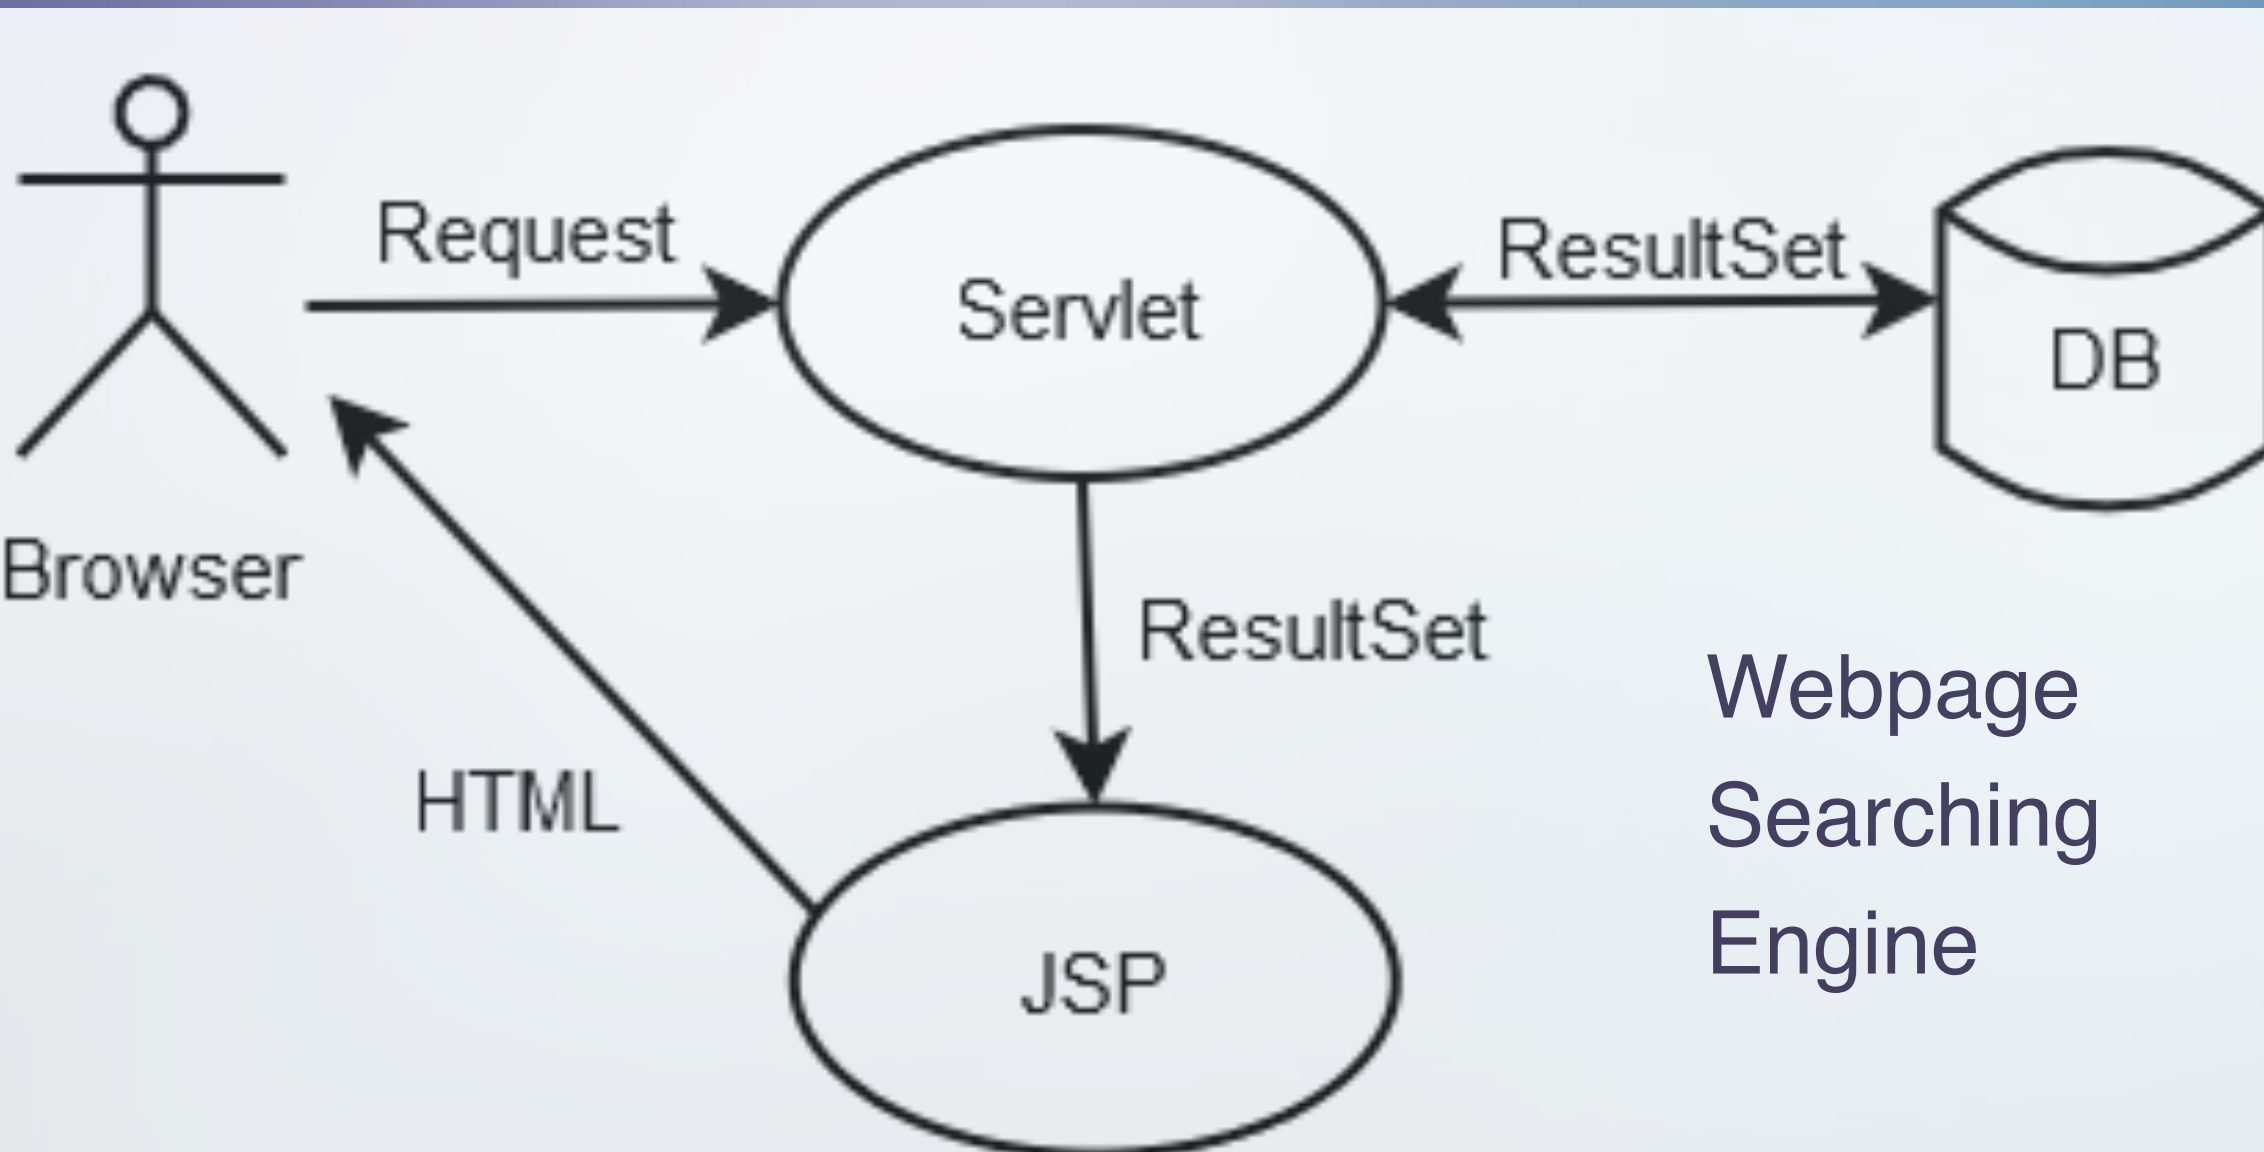 Request
ResultSet
Servlet
DB
Browser
ResultSet
HTML
JSP
Webpage
Searching
Engine